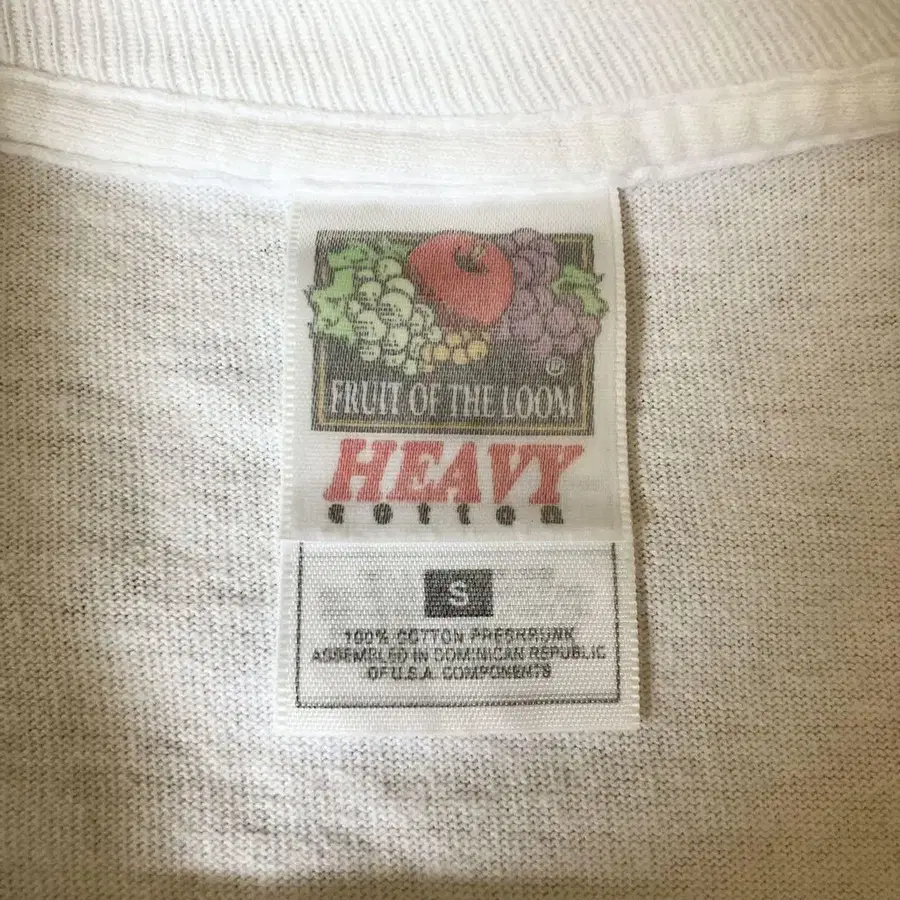 ®
FRUIT OF THE LOOM
HEAVY
cotton
S
100% COTTON PRESHRUNK
ASSEMBLED IN DOMINICAN REPUBLIC
OF U.S.A. COMPONENTS